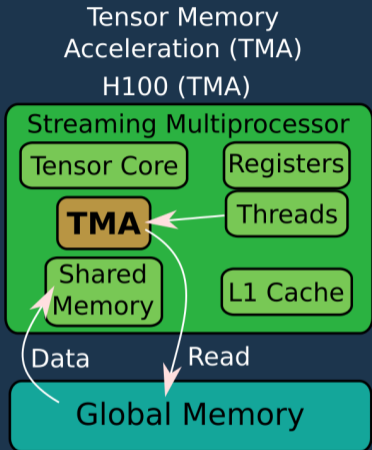 Tensor Memory
Acceleration (TMA)
H100 (TMA)
Streaming Multiprocessor
Tensor Core
Registers
TMA
Threads
Shared
Memory
L1 Cache
Data
Read
Global Memory